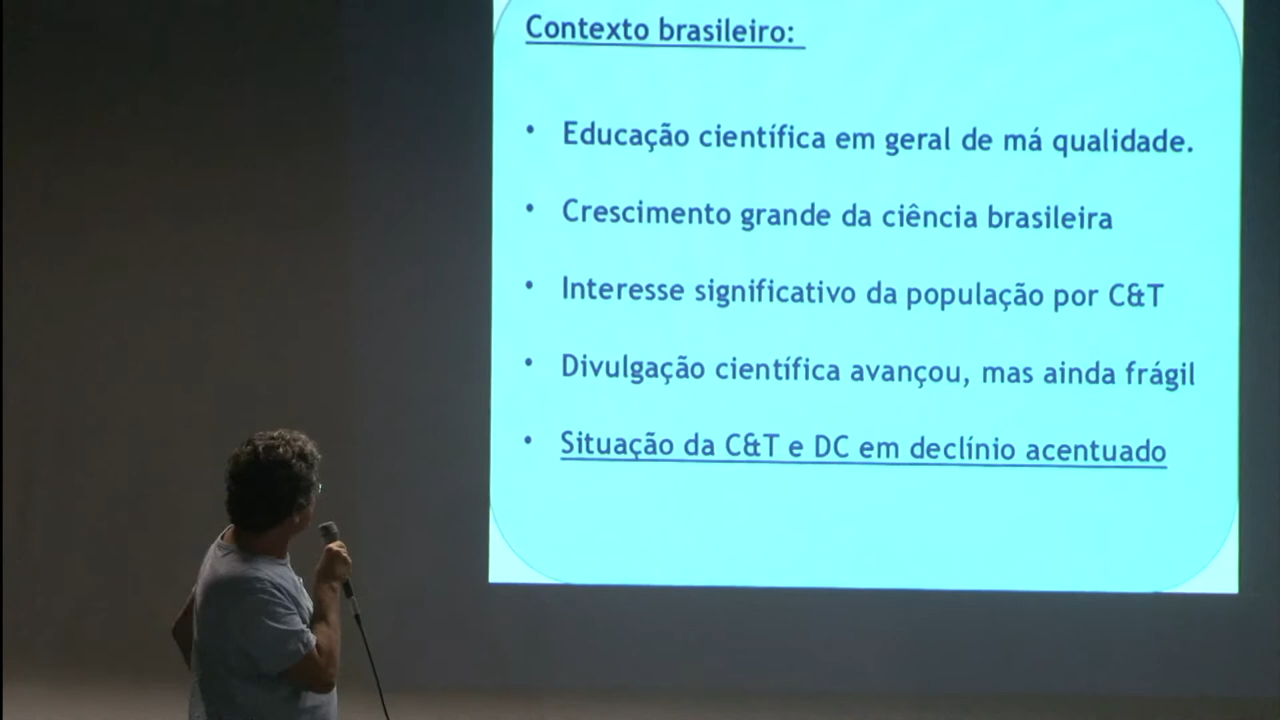 Contexto brasileiro:
• Educação científica em geral de má qualidade.
• Crescimento grande da ciência brasileira
• Interesse significativo da população por C&T
• Divulgação científica avançou, mas ainda frágil
• Situação da C&T e DC em declínio acentuado